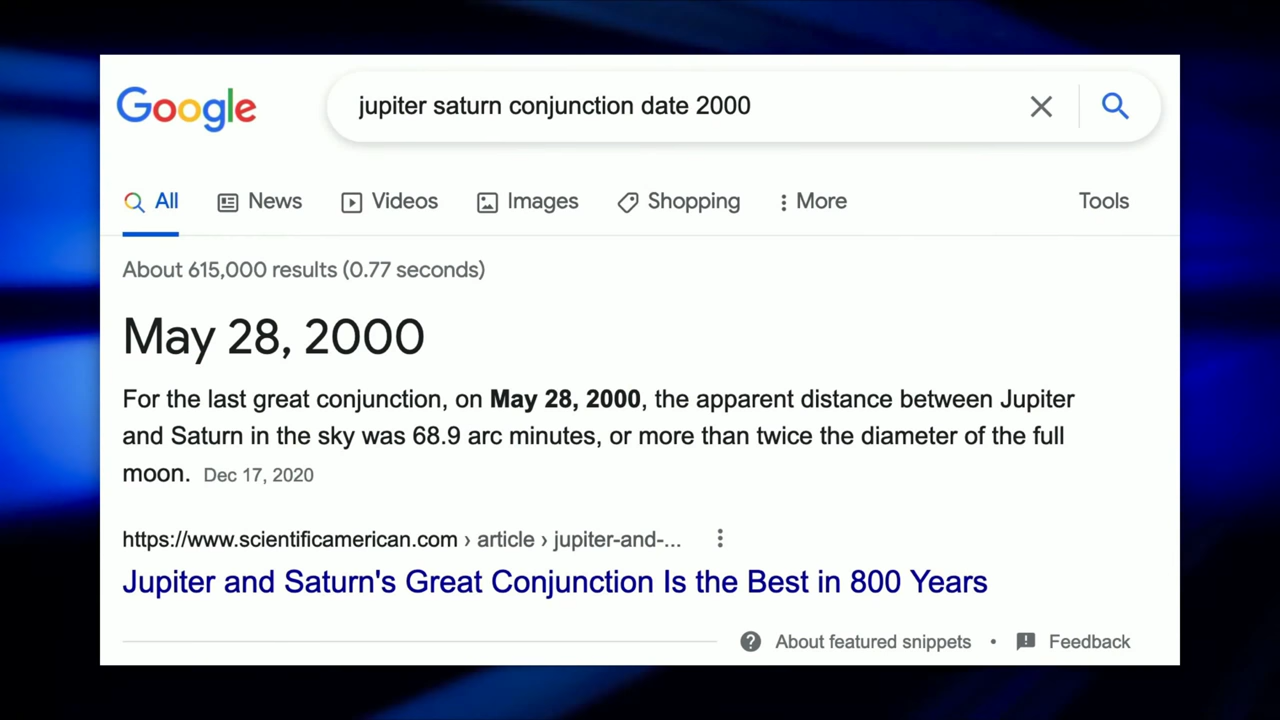 Google
jupiter saturn conjunction date 2000
All News Videos Images Shopping More Tools
About 615,000 results (0.77 seconds)
May 28, 2000
For the last great conjunction, on May 28, 2000, the apparent distance between Jupiter
and Saturn in the sky was 68.9 arc minutes, or more than twice the diameter of the full
moon. Dec 17, 2020
https://www.scientificamerican.com › article › jupiter-and-...
Jupiter and Saturn's Great Conjunction Is the Best in 800 Years
About featured snippets • Feedback